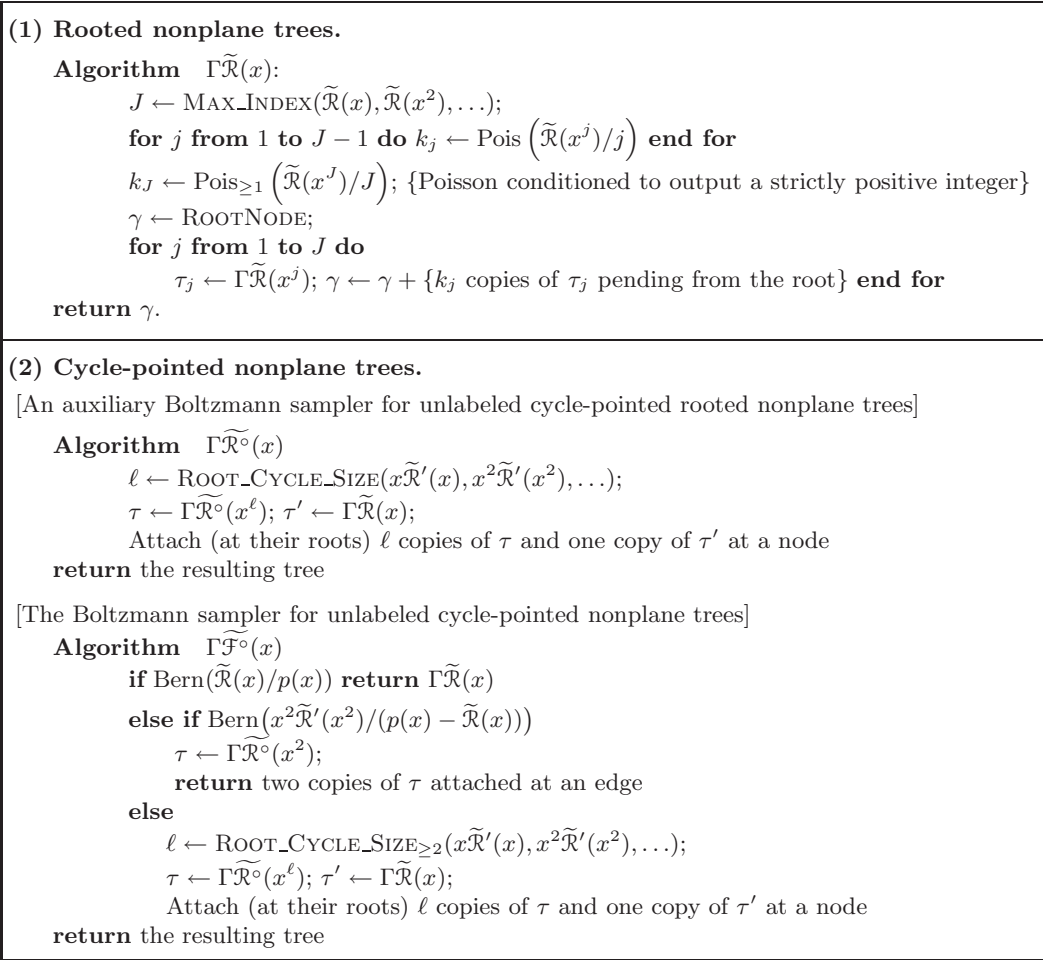 (1) Rooted nonplane trees.
Algorithm Γℛ̃(x):
J ← MAX_INDEX(ℛ̃(x), ℛ̃(x²), …);
for j from 1 to J − 1 do k_j ← Pois (ℛ̃(x^j)/j) end for
k_J ← Pois_{≥1} (ℛ̃(x^J)/J); {Poisson conditioned to output a strictly positive integer}
γ ← ROOTNODE;
for j from 1 to J do
τ_j ← Γℛ̃(x^j); γ ← γ + {k_j copies of τ_j pending from the root} end for
return γ.
(2) Cycle-pointed nonplane trees.
[An auxiliary Boltzmann sampler for unlabeled cycle-pointed rooted nonplane trees]
Algorithm Γℛ̃°(x)
ℓ ← ROOT_CYCLE_SIZE(xℛ̃′(x), x²ℛ̃′(x²), …);
τ ← Γℛ̃°(x^ℓ); τ′ ← Γℛ̃(x);
Attach (at their roots) ℓ copies of τ and one copy of τ′ at a node
return the resulting tree
[The Boltzmann sampler for unlabeled cycle-pointed nonplane trees]
Algorithm Γℱ̃°(x)
if Bern(ℛ̃(x)/p(x)) return Γℛ̃(x)
else if Bern(x²ℛ̃′(x²)/(p(x) − ℛ̃(x)))
τ ← Γℛ̃°(x²);
return two copies of τ attached at an edge
else
ℓ ← ROOT_CYCLE_SIZE_{≥2}(xℛ̃′(x), x²ℛ̃′(x²), …);
τ ← Γℛ̃°(x^ℓ); τ′ ← Γℛ̃(x);
Attach (at their roots) ℓ copies of τ and one copy of τ′ at a node
return the resulting tree